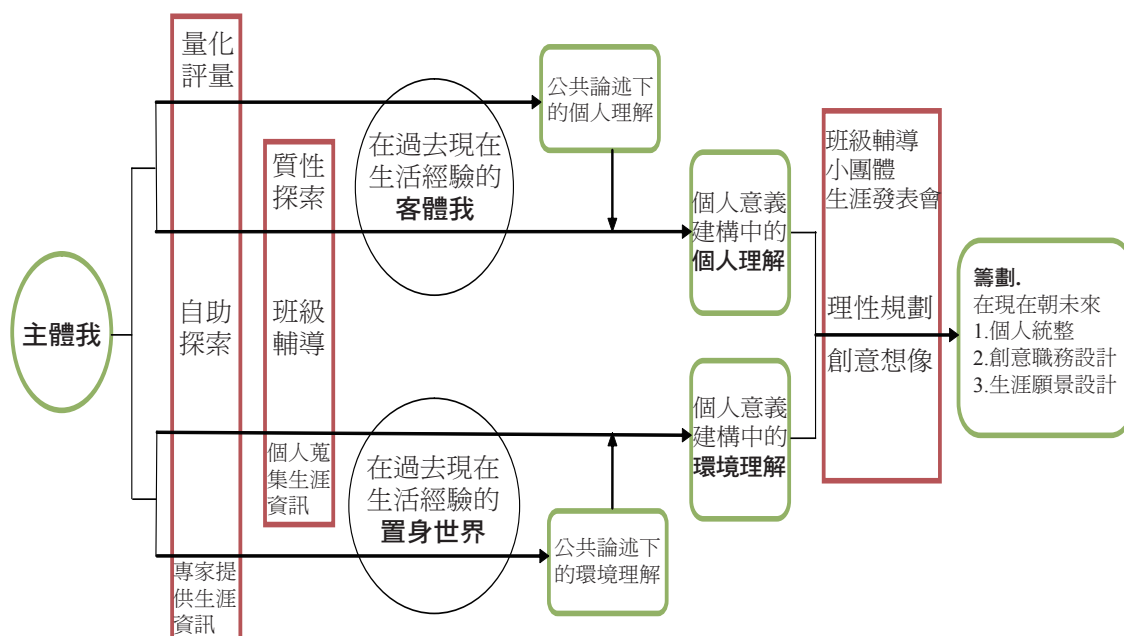 量化
評量
自助
探索
專家提
供生涯
資訊
質性
探索
班級
輔導
個人蒐
集生涯
資訊
主體我
在過去現在
生活經驗的
客體我
在過去現在
生活經驗的
置身世界
公共論述下
的個人理解
公共論述下
的環境理解
個人意義
建構中的
個人理解
個人意義
建構中的
環境理解
班級輔導
小團體
生涯發表會
理性規劃
創意想像
籌劃.
在現在朝未來
1.個人統整
2.創意職務設計
3.生涯願景設計